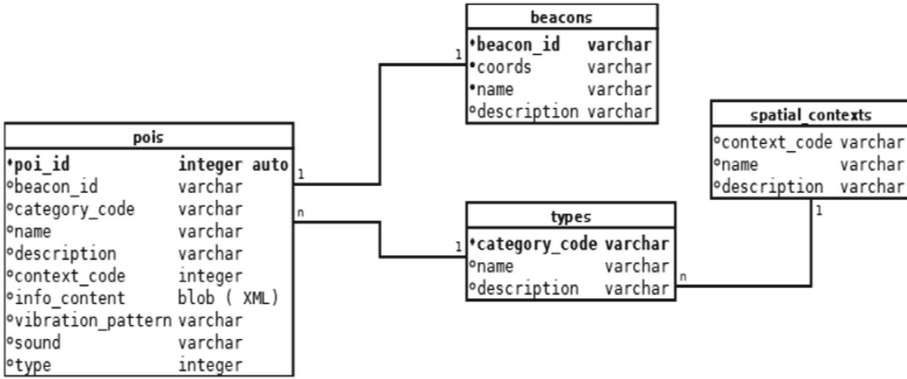 beacons
beacon_id varchar
coords varchar
name varchar
description varchar
1
pois
poi_id integer auto
beacon_id varchar
category_code varchar
name varchar
description varchar
context_code integer
info_content blob ( XML)
vibration_pattern varchar
sound varchar
type integer
1
n
types
category_code varchar
name varchar
description varchar
1
n
spatial_contexts
context_code varchar
name varchar
description varchar
1